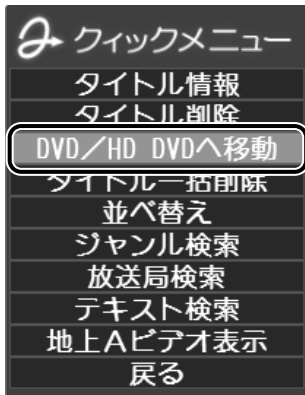 クイックメニュー
タイトル情報
タイトル削除
DVD/HD DVDへ移動
タイトル一括削除
並べ替え
ジャンル検索
放送局検索
テキスト検索
地上Aビデオ表示
戻る